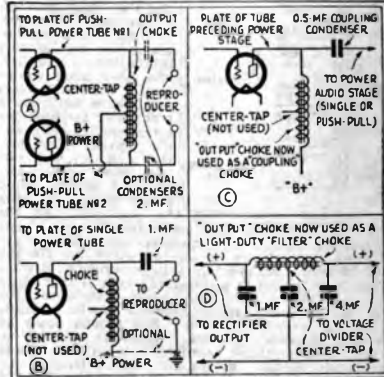 TO PLATE OF PUSH-
PULL POWER TUBE Nº1
OUTPUT
CHOKE
A
CENTER-TAP
REPRO-
DUCER
B+
POWER
TO PLATE OF
PUSH-PULL
POWER TUBE Nº2
OPTIONAL
CONDENSERS
2. MF.
PLATE OF TUBE
PRECEDING POWER
STAGE
0.5-MF COUPLING
CONDENSER
CENTER-TAP
(NOT USED)
TO POWER
AUDIO STAGE
(SINGLE OR
PUSH-PULL)
"OUTPUT" CHOKE NOW
USED AS A COUPLING
CHOKE
C
"B+"
TO PLATE OF SINGLE
POWER TUBE
1. MF.
CHOKE
TO
REPRODUCER
CENTER-TAP
(NOT USED)
OPTIONAL
B
"B+" POWER
"OUTPUT" CHOKE NOW USED AS A
LIGHT-DUTY "FILTER" CHOKE
(+)
(+)
D
1. MF.
2. MF.
4. MF.
TO RECTIFIER
OUTPUT
TO VOLTAGE
DIVIDER
CENTER-TAP
(-)
(-)